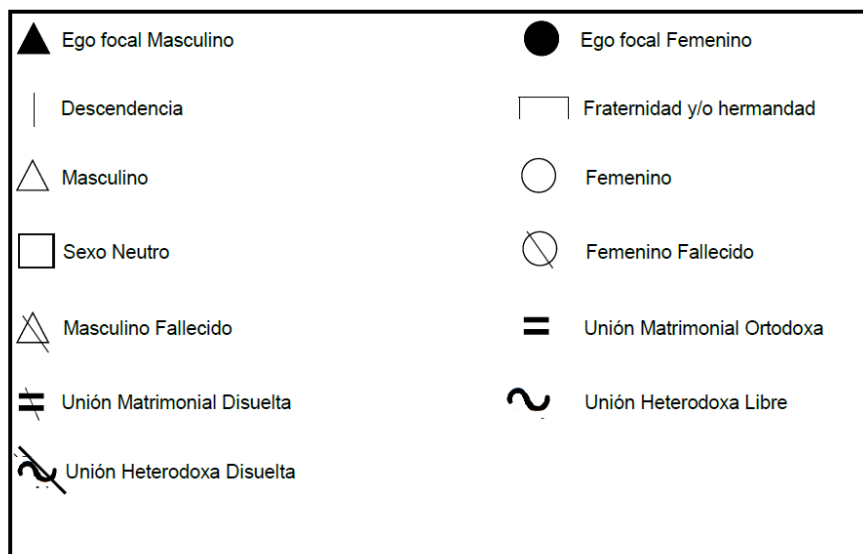 Ego focal Masculino
Ego focal Femenino
Descendencia
Fraternidad y/o hermandad
Masculino
Femenino
Sexo Neutro
Femenino Fallecido
Masculino Fallecido
Unión Matrimonial Ortodoxa
Unión Matrimonial Disuelta
Unión Heterodoxa Libre
Unión Heterodoxa Disuelta